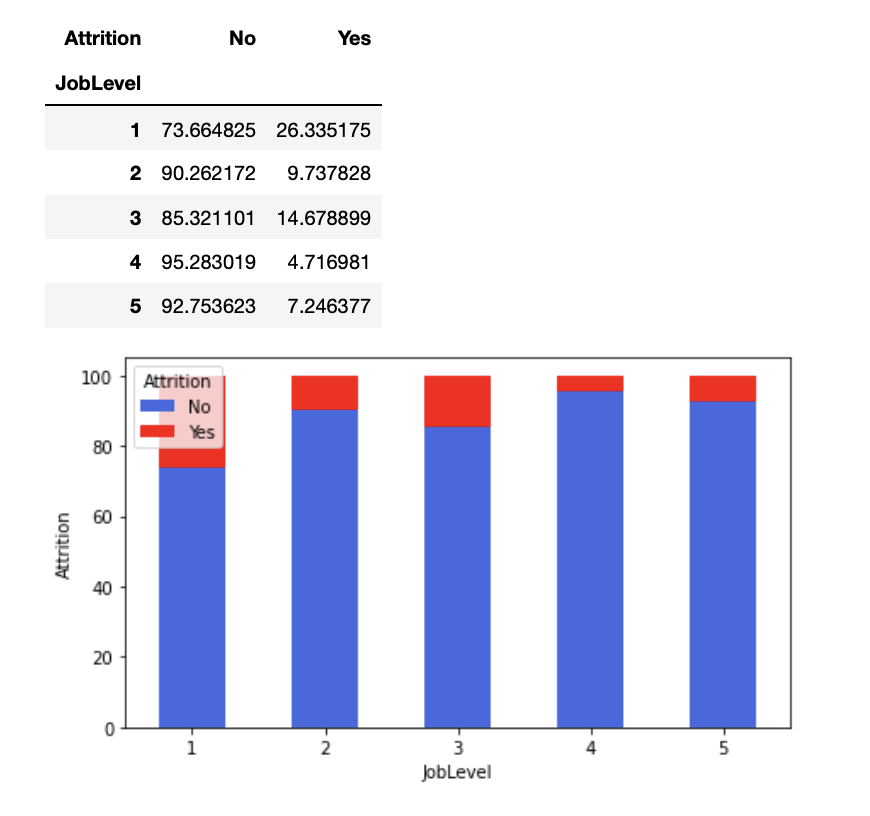 Attrition No Yes
JobLevel
1 73.664825 26.335175
2 90.262172 9.737828
3 85.321101 14.678899
4 95.283019 4.716981
5 92.753623 7.246377
100
80
60
40
20
0
Attrition
Attrition
No
Yes
1 2 3 4 5
JobLevel